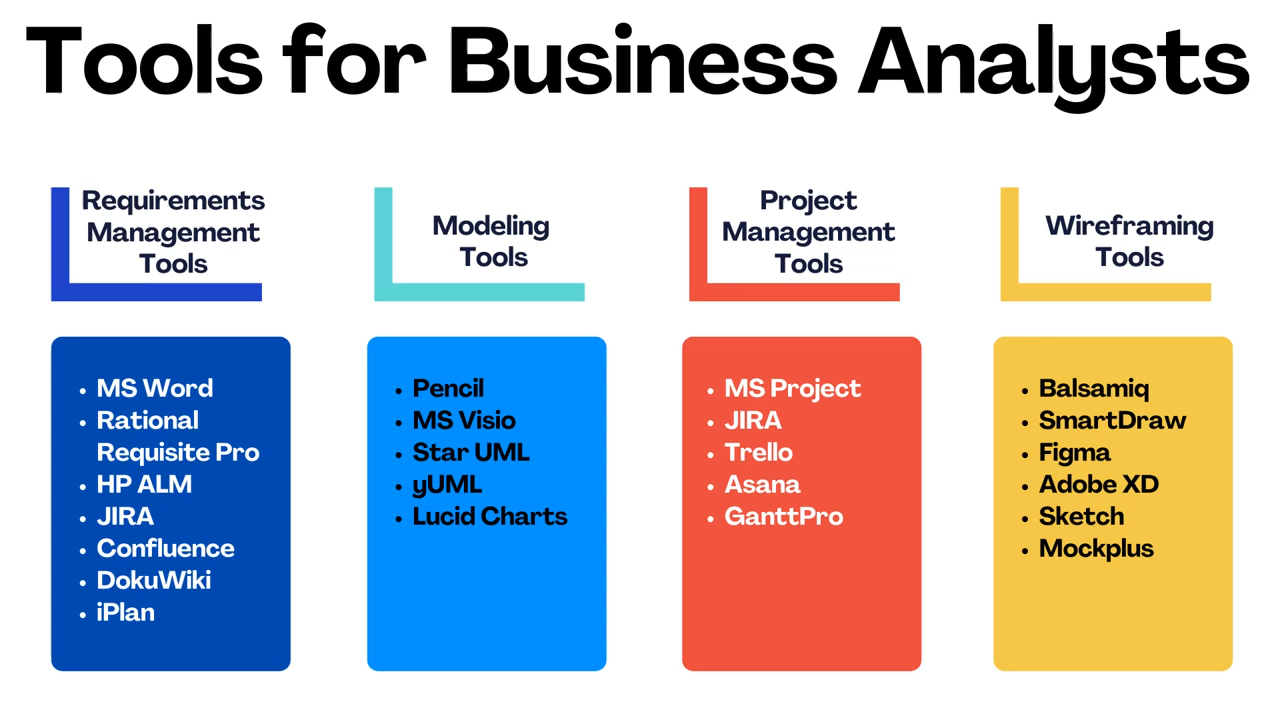 Tools for Business Analysts
Requirements
Management
Tools
Modeling
Tools
Project
Management
Tools
Wireframing
Tools
• MS Word
• Rational
Requisite Pro
• HP ALM
• JIRA
• Confluence
• DokuWiki
• iPlan
• Pencil
• MS Visio
• Star UML
• yUML
• Lucid Charts
• MS Project
• JIRA
• Trello
• Asana
• GanttPro
• Balsamiq
• SmartDraw
• Figma
• Adobe XD
• Sketch
• Mockplus